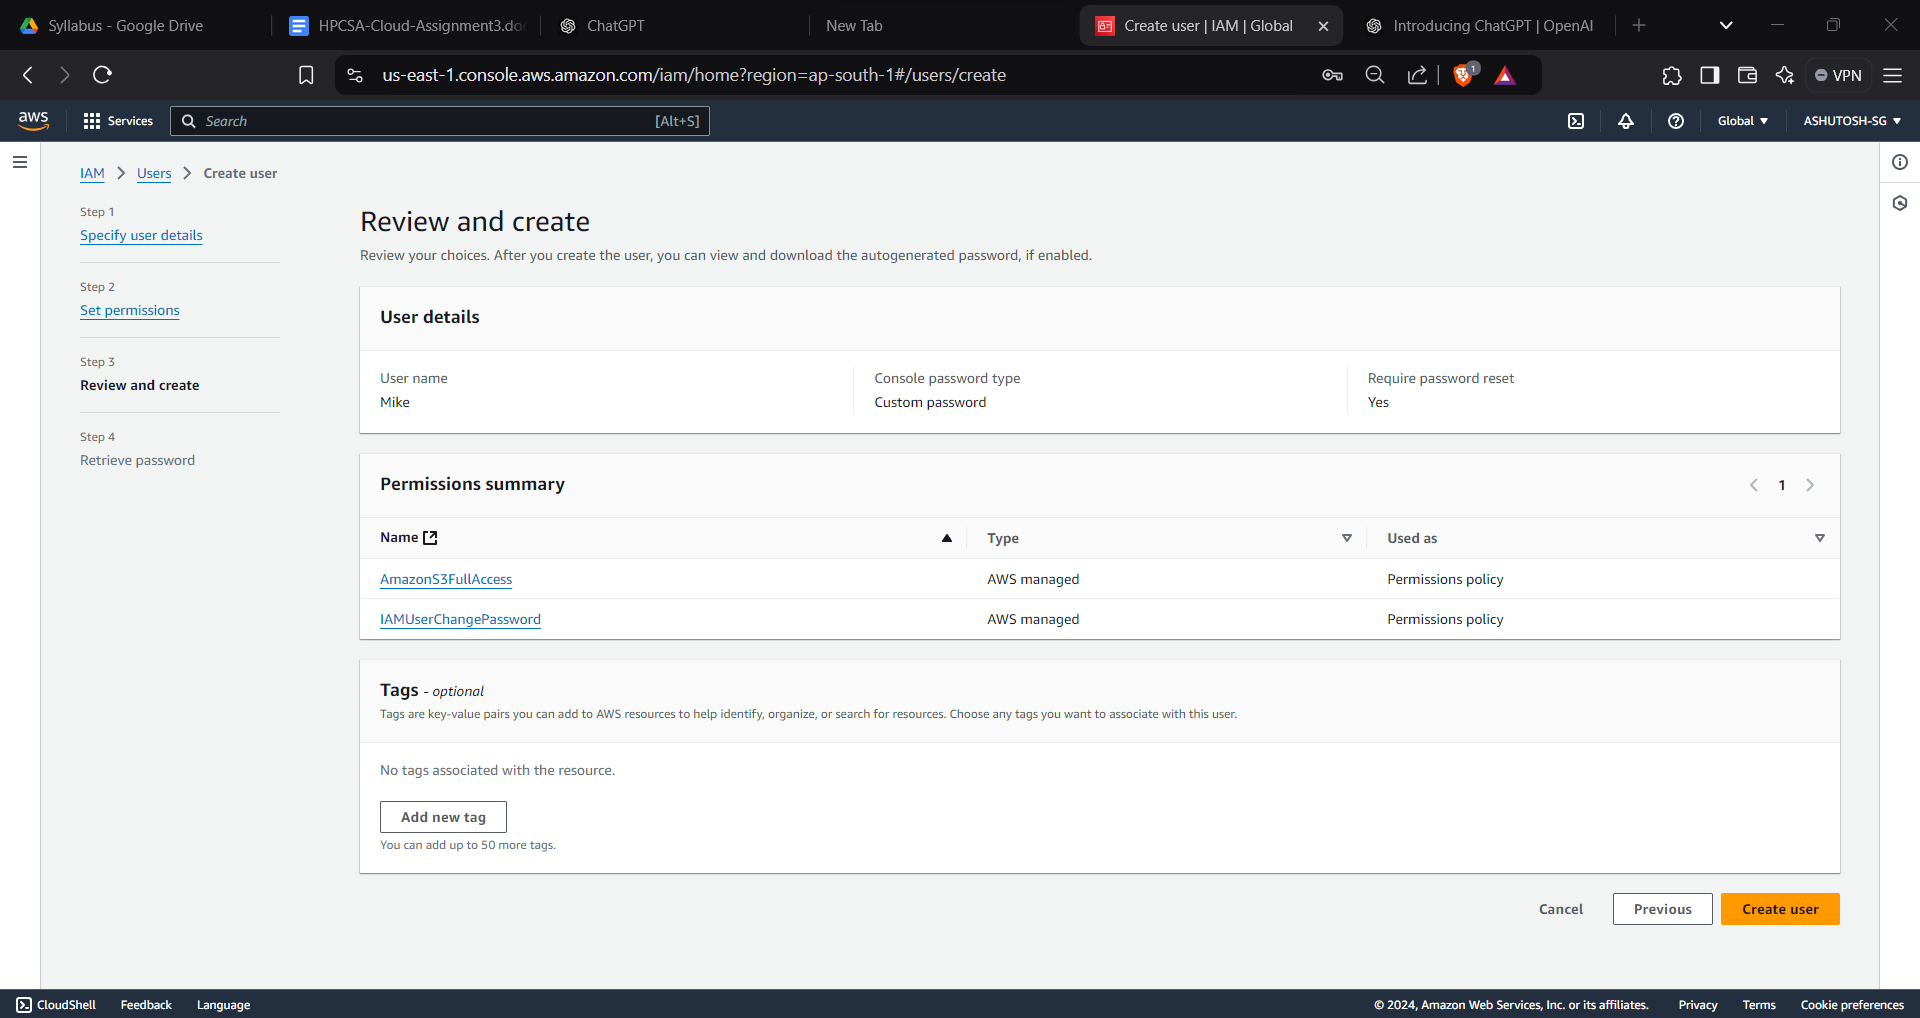 Syllabus - Google Drive
HPCSA-Cloud-Assignment3.do
ChatGPT
New Tab
Create user | IAM | Global
Introducing ChatGPT | OpenAI
us-east-1.console.aws.amazon.com/iam/home?region=ap-south-1#/users/create
1
VPN
aws
Services
Search
[Alt+S]
Global
ASHUTOSH-SG
IAM
Users
Create user
Step 1
Specify user details
Step 2
Set permissions
Step 3
Review and create
Step 4
Retrieve password
Review and create
Review your choices. After you create the user, you can view and download the autogenerated password, if enabled.
User details
User name
Mike
Console password type
Custom password
Require password reset
Yes
Permissions summary
1
Name
Type
Used as
AmazonS3FullAccess
AWS managed
Permissions policy
IAMUserChangePassword
AWS managed
Permissions policy
Tags - optional
Tags are key-value pairs you can add to AWS resources to help identify, organize, or search for resources. Choose any tags you want to associate with this user.
No tags associated with the resource.
Add new tag
You can add up to 50 more tags.
Cancel
Previous
Create user
CloudShell
Feedback
Language
© 2024, Amazon Web Services, Inc. or its affiliates.
Privacy
Terms
Cookie preferences